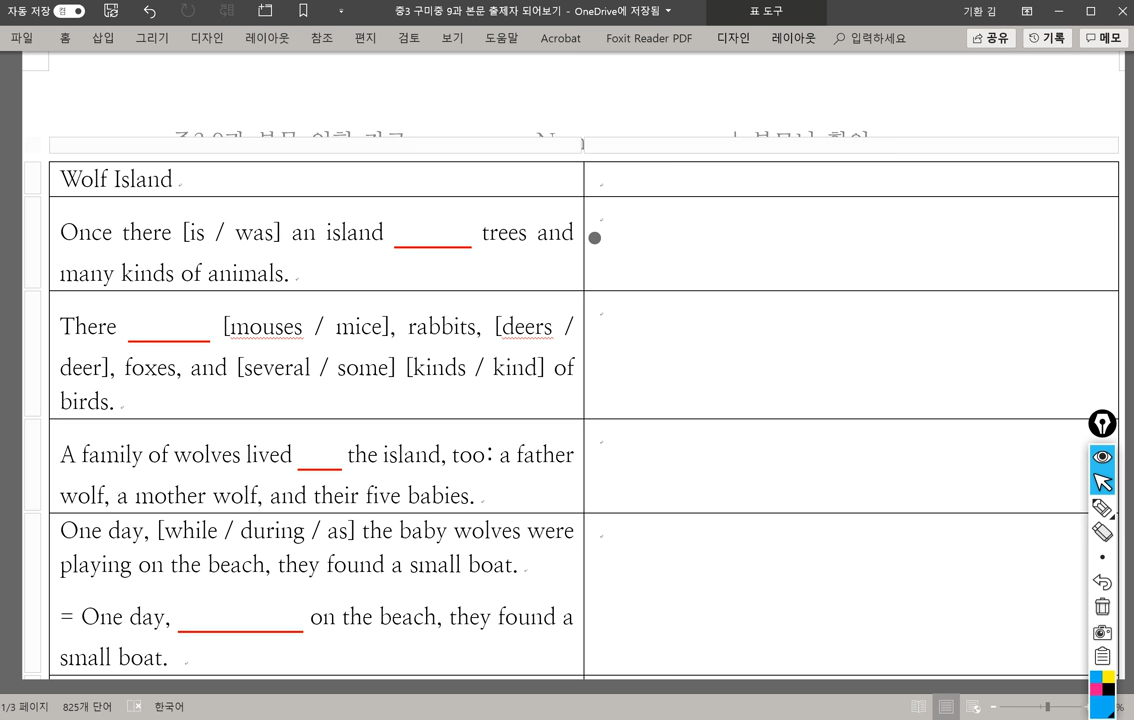 자동 저장 컴 중3 구미중 9과 본문 출제자 되어보기 - OneDrive에 저장됨 표 도구 기환 김
파일 홈 삽입 그리기 디자인 레이아웃 참조 편지 검토 보기 도움말 Acrobat Foxit Reader PDF 디자인 레이아웃 입력하세요 공유 기록 메모
Wolf Island
Once there [is / was] an island ______ trees and
many kinds of animals.
There ______ [mouses / mice], rabbits, [deers /
deer], foxes, and [several / some] [kinds / kind] of
birds.
A family of wolves lived ____ the island, too: a father
wolf, a mother wolf, and their five babies.
One day, [while / during / as] the baby wolves were
playing on the beach, they found a small boat.
= One day, __________ on the beach, they found a
small boat.
1/3 페이지 825개 단어 한국어 %